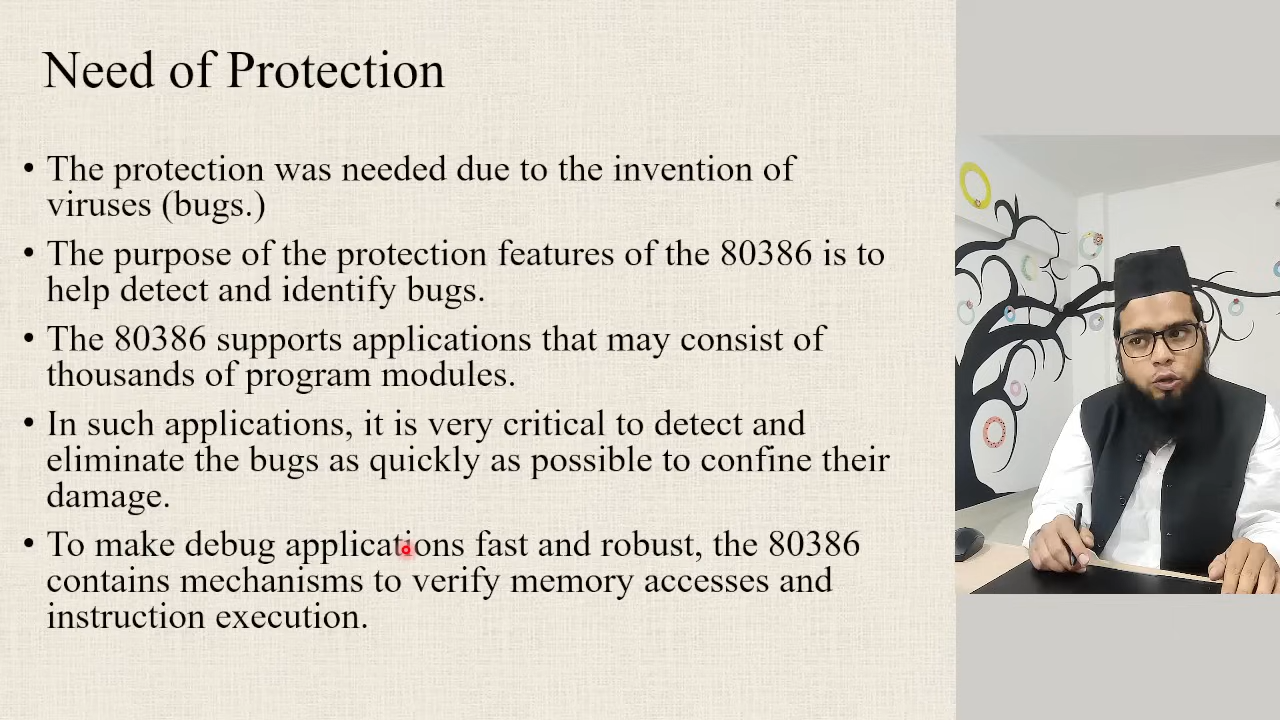 Need of Protection
• The protection was needed due to the invention of
viruses (bugs.)
• The purpose of the protection features of the 80386 is to
help detect and identify bugs.
• The 80386 supports applications that may consist of
thousands of program modules.
• In such applications, it is very critical to detect and
eliminate the bugs as quickly as possible to confine their
damage.
• To make debug applications fast and robust, the 80386
contains mechanisms to verify memory accesses and
instruction execution.